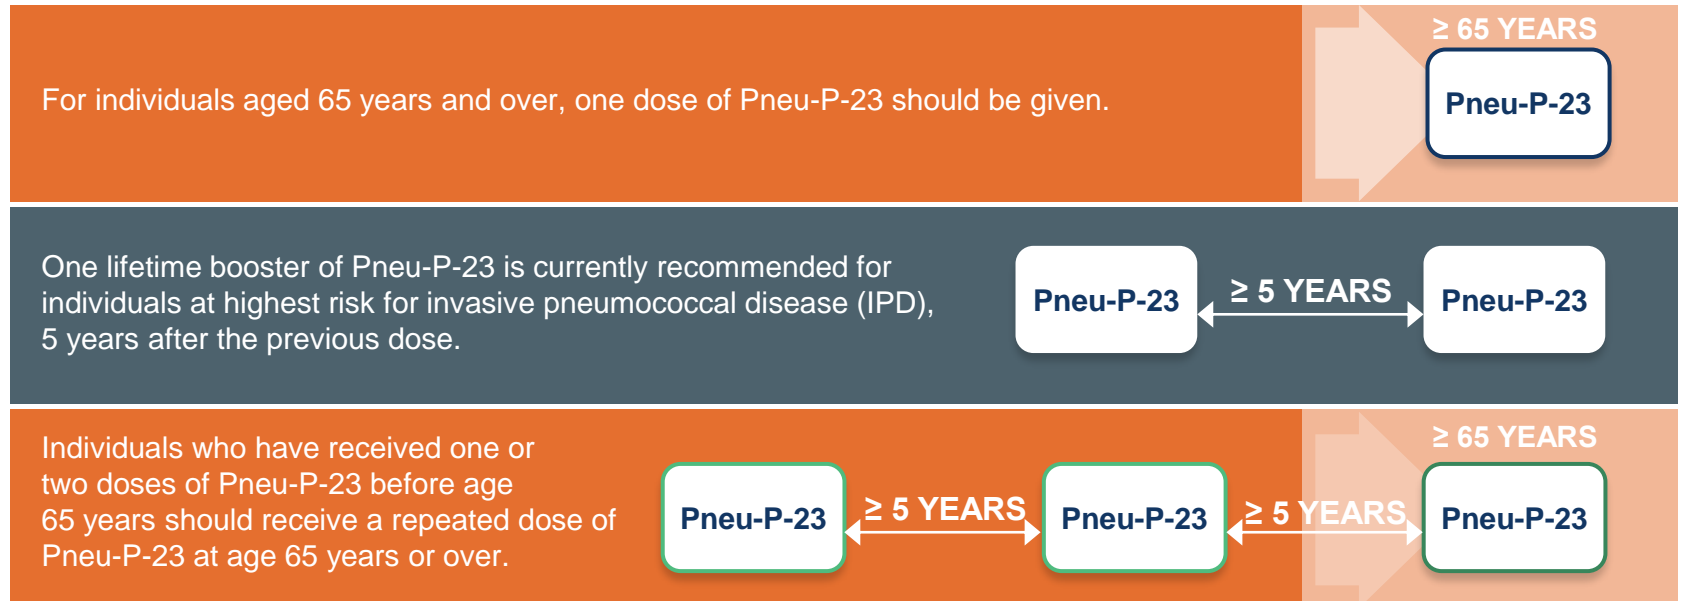 ≥ 65 YEARS
For individuals aged 65 years and over, one dose of Pneu-P-23 should be given.
Pneu-P-23
One lifetime booster of Pneu-P-23 is currently recommended for
individuals at highest risk for invasive pneumococcal disease (IPD),
5 years after the previous dose.
Pneu-P-23
≥ 5 YEARS
Pneu-P-23
Individuals who have received one or
two doses of Pneu-P-23 before age
65 years should receive a repeated dose of
Pneu-P-23 at age 65 years or over.
Pneu-P-23
≥ 5 YEARS
Pneu-P-23
≥ 5 YEARS
≥ 65 YEARS
Pneu-P-23